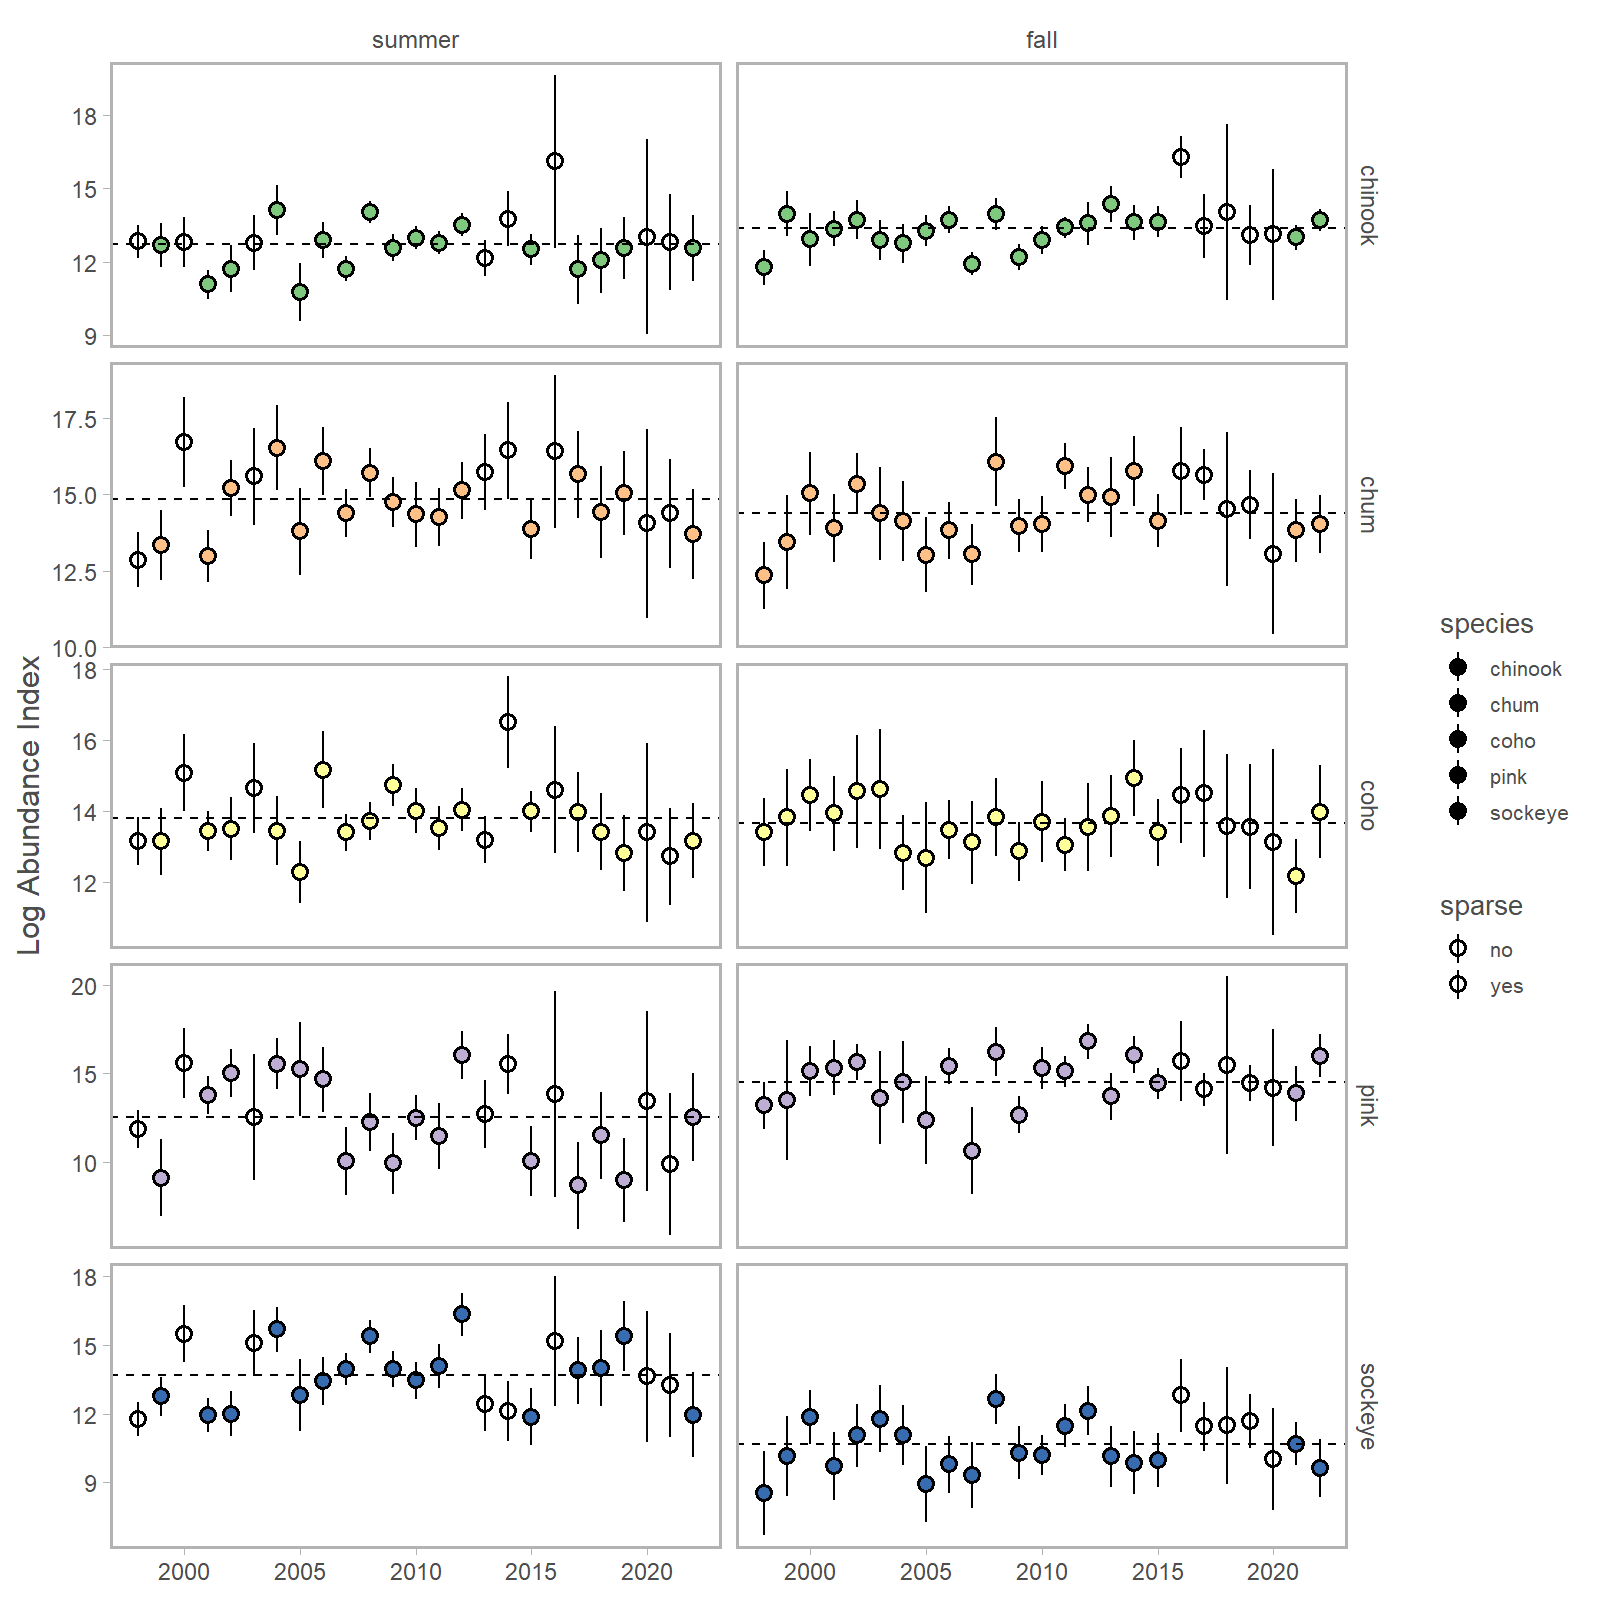 summer
fall
18
15
12
9
chinook
17.5
15.0
12.5
10.0
chum
Log Abundance Index
18
16
14
12
coho
20
15
10
pink
18
15
12
9
sockeye
2000 2005 2010 2015 2020
2000 2005 2010 2015 2020
species
chinook
chum
coho
pink
sockeye
sparse
no
yes